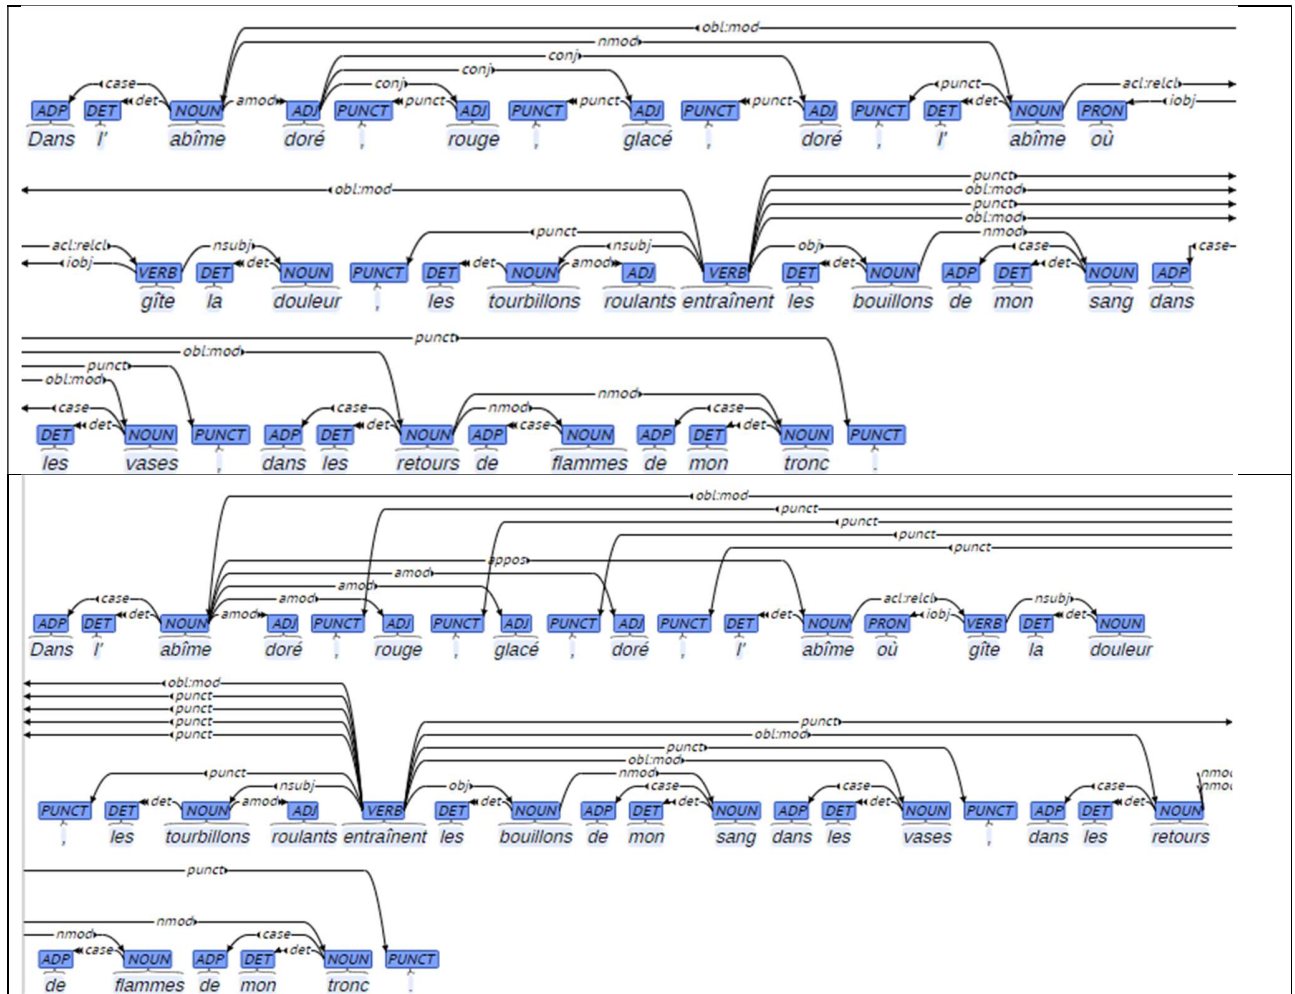 obl:mod
nmod
conj
conj
case conj punct acl:relcl
det amod punct punct punct det iobj
ADP DET NOUN ADJ PUNCT ADJ PUNCT ADJ PUNCT ADJ PUNCT DET NOUN PRON
Dans l' abîme doré , rouge , glacé , doré , l' abîme où
punct
obl:mod obl:mod
punct
obl:mod
punct nmod
acl:relcl nsubj nsubj obj case case
iobj det det amod det det
VERB DET NOUN PUNCT DET NOUN ADJ VERB DET NOUN ADP DET NOUN ADP
gîte la douleur , les tourbillons roulants entraînent les bouillons de mon sang dans
punct
obl:mod
punct
obl:mod nmod
case case nmod case
det det case det
DET NOUN PUNCT ADP DET NOUN ADP NOUN ADP DET NOUN PUNCT
les vases , dans les retours de flammes de mon tronc .
obl:mod
punct
punct
punct
punct
appos
amod
amod
case amod acl:relcl nsubj
det amod det iobj det
ADP DET NOUN ADJ PUNCT ADJ PUNCT ADJ PUNCT ADJ PUNCT DET NOUN PRON VERB DET NOUN
Dans l' abîme doré , rouge , glacé , doré , l' abîme où gîte la douleur
obl:mod
punct
punct
punct punct
punct obl:mod
punct
obl:mod
punct nmod nmod
nsubj obj case case case nmod
det amod det det det det
PUNCT DET NOUN ADJ VERB DET NOUN ADP DET NOUN ADP DET NOUN PUNCT ADP DET NOUN
, les tourbillons roulants entraînent les bouillons de mon sang dans les vases , dans les retours
punct
nmod
nmod case
case det
ADP NOUN ADP DET NOUN PUNCT
de flammes de mon tronc .